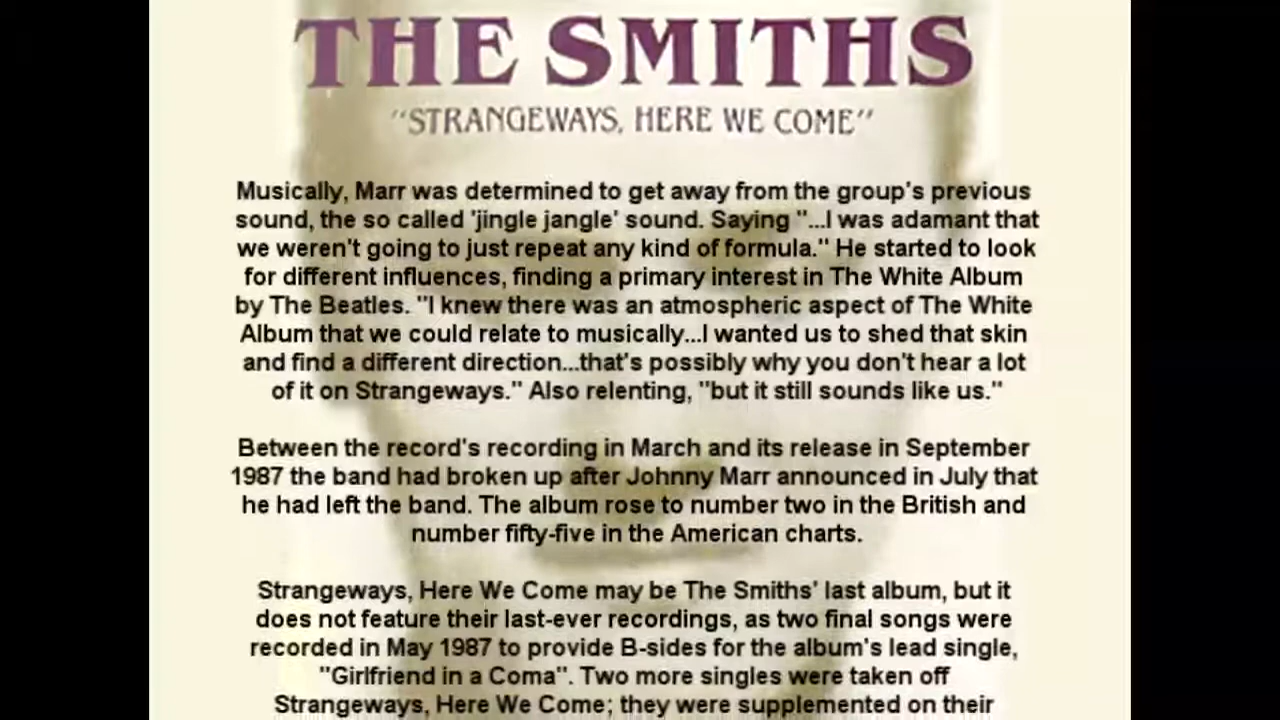 THE SMITHS
"STRANGEWAYS, HERE WE COME"
Musically, Marr was determined to get away from the group's previous
sound, the so called 'jingle jangle' sound. Saying "...I was adamant that
we weren't going to just repeat any kind of formula." He started to look
for different influences, finding a primary interest in The White Album
by The Beatles. "I knew there was an atmospheric aspect of The White
Album that we could relate to musically...I wanted us to shed that skin
and find a different direction...that's possibly why you don't hear a lot
of it on Strangeways." Also relenting, "but it still sounds like us."
Between the record's recording in March and its release in September
1987 the band had broken up after Johnny Marr announced in July that
he had left the band. The album rose to number two in the British and
number fifty-five in the American charts.
Strangeways, Here We Come may be The Smiths' last album, but it
does not feature their last-ever recordings, as two final songs were
recorded in May 1987 to provide B-sides for the album's lead single,
"Girlfriend in a Coma". Two more singles were taken off
Strangeways, Here We Come; they were supplemented on their